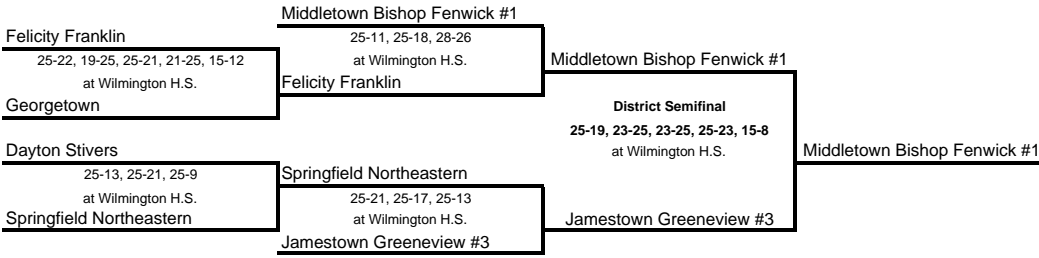 Middletown Bishop Fenwick #1
Felicity Franklin
25-11, 25-18, 28-26
25-22, 19-25, 25-21, 21-25, 15-12
at Wilmington H.S.
Middletown Bishop Fenwick #1
at Wilmington H.S.
Felicity Franklin
Georgetown
District Semifinal
25-19, 23-25, 23-25, 25-23, 15-8
Dayton Stivers
at Wilmington H.S.
Middletown Bishop Fenwick #1
25-13, 25-21, 25-9
Springfield Northeastern
at Wilmington H.S.
25-21, 25-17, 25-13
Springfield Northeastern
at Wilmington H.S.
Jamestown Greeneview #3
Jamestown Greeneview #3